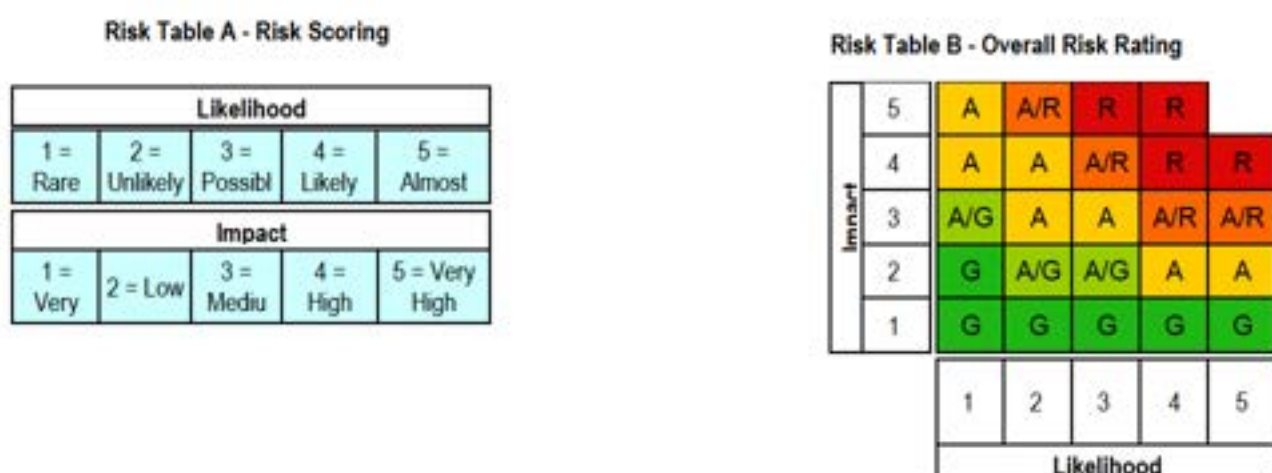 Risk Table A - Risk Scoring
Likelihood
1 = Rare 2 = Unlikely 3 = Possibl 4 = Likely 5 = Almost
Impact
1 = Very 2 = Low 3 = Mediu 4 = High 5 = Very High
Risk Table B - Overall Risk Rating
Impact
5 A A/R R R
4 A A A/R R R
3 A/G A A A/R A/R
2 G A/G A/G A A
1 G G G G G
1 2 3 4 5
Likelihood